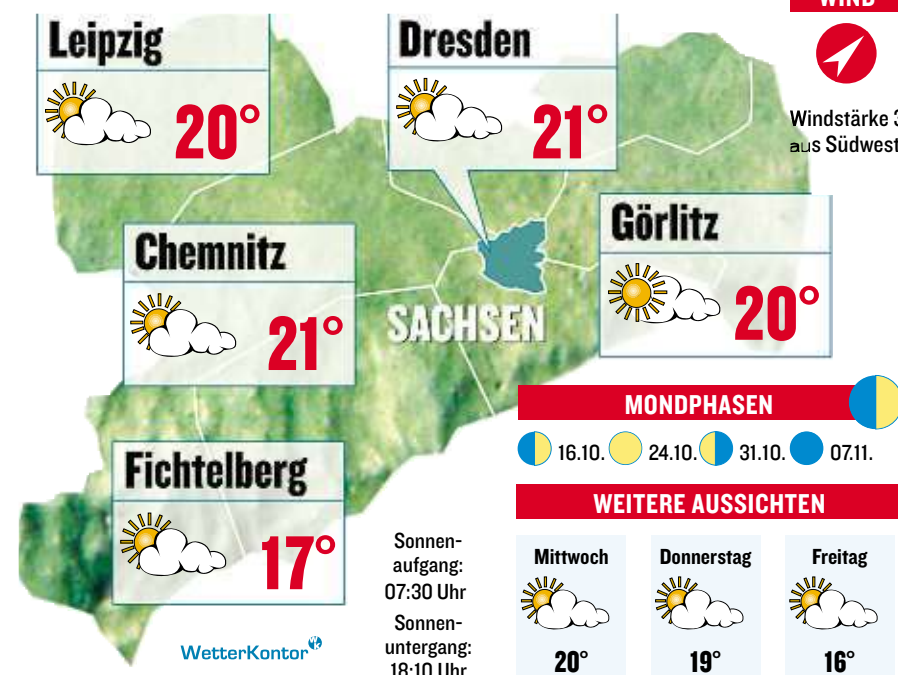 WIND
Leipzig
20°
Dresden
21°
Windstärke 3
aus Südwest
Chemnitz
21°
Görlitz
20°
SACHSEN
MONDPHASEN
16.10. 24.10. 31.10. 07.11.
Fichtelberg
17°
WEITERE AUSSICHTEN
Sonnen-
aufgang:
07:30 Uhr
Sonnen-
untergang:
18:10 Uhr
Mittwoch
20°
Donnerstag
19°
Freitag
16°
WetterKontor